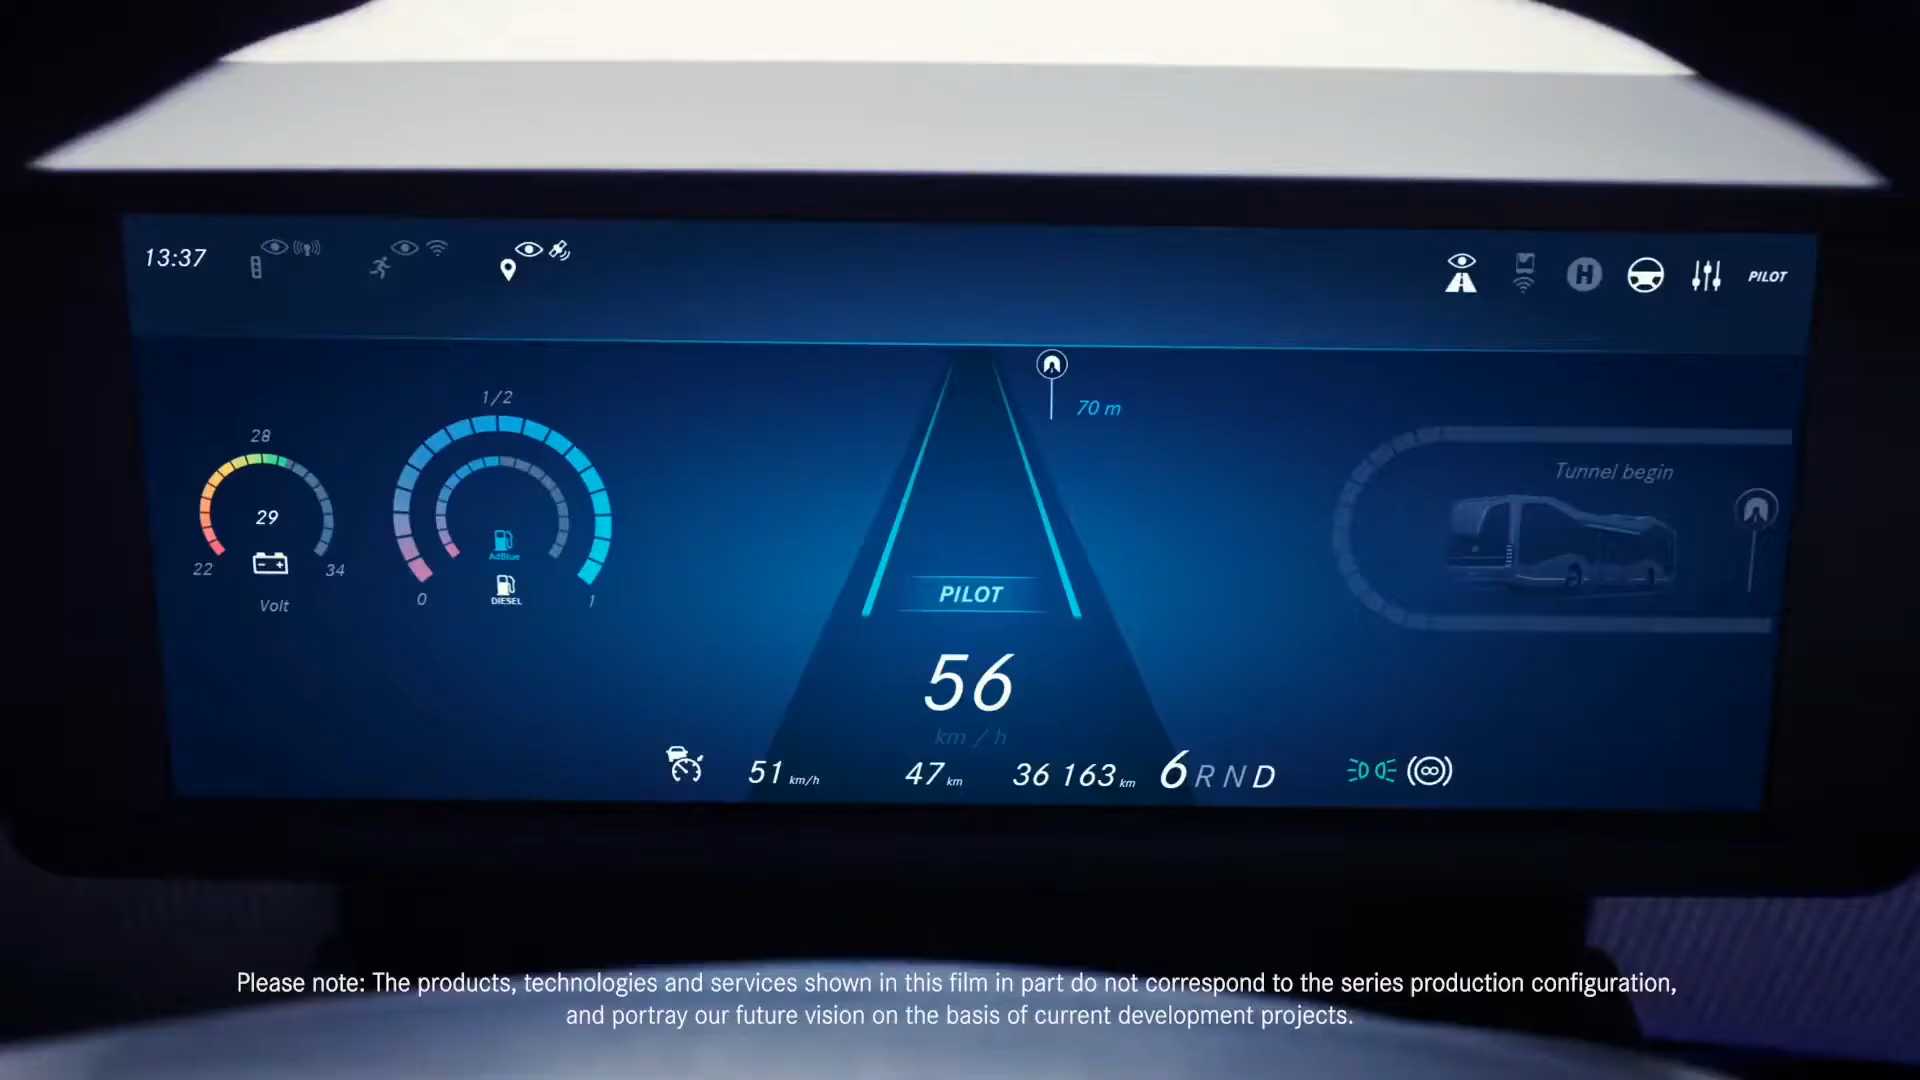 13:37
PILOT
70 m
1/2
28
Tunnel begin
29
22
34
AdBlue
DIESEL
0
1
Volt
PILOT
56
km / h
51 km/h
47 km
36 163 km
6 R N D
Please note: The products, technologies and services shown in this film in part do not correspond to the series production configuration,
and portray our future vision on the basis of current development projects.